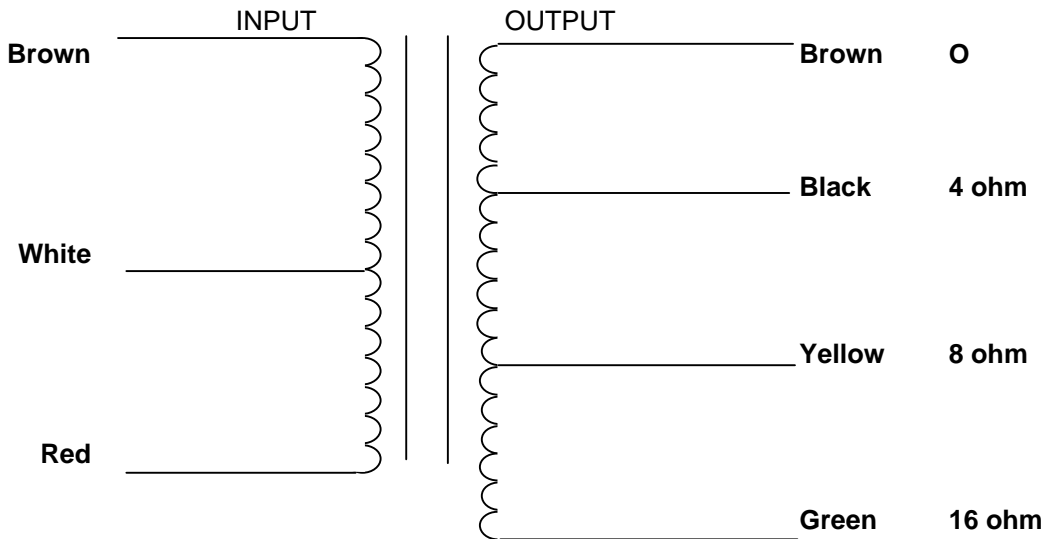 INPUT OUTPUT
Brown Brown O
Black 4 ohm
White
Yellow 8 ohm
Red
Green 16 ohm